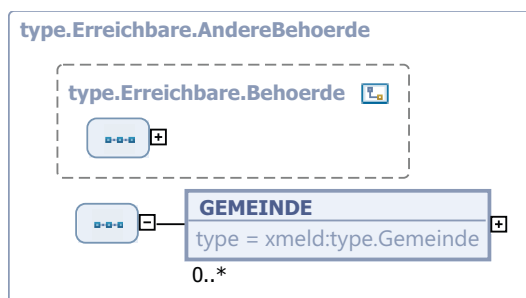 type.Erreichbare.AndereBehoerde
type.Erreichbare.Behoerde
GEMEINDE
type = xmeld:type.Gemeinde
0..*